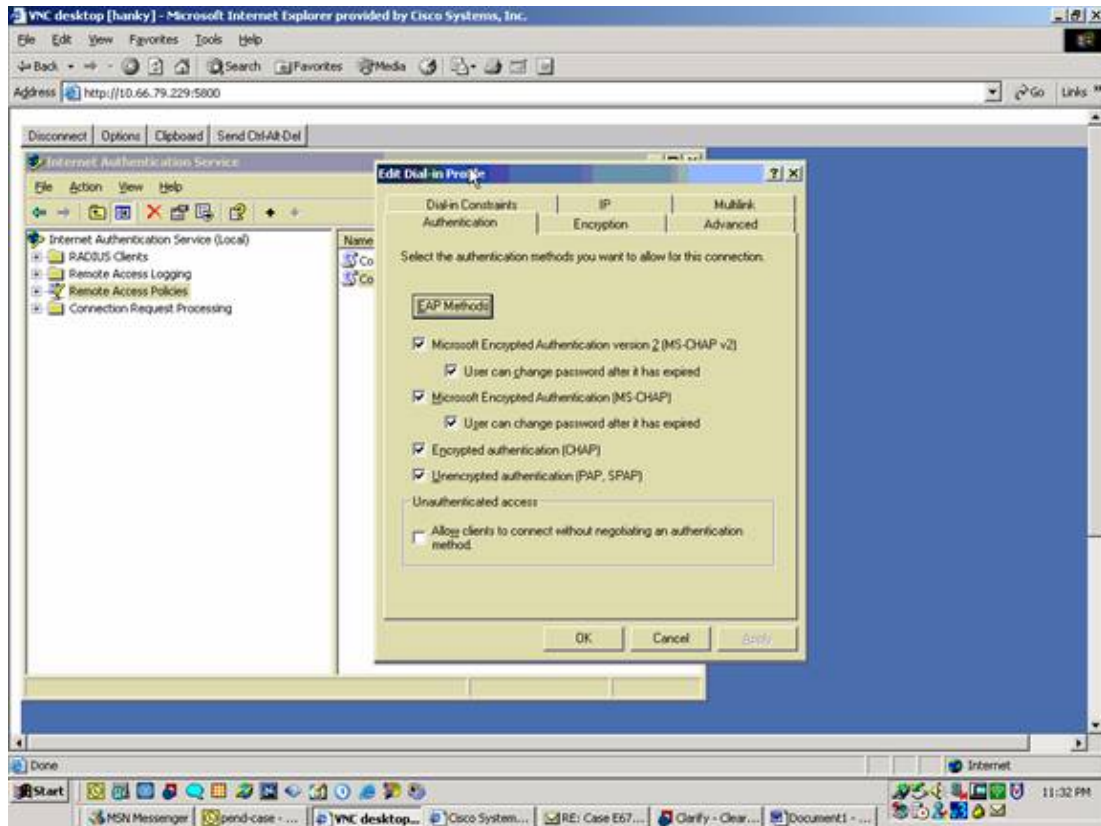 VNC desktop [hanky] - Microsoft Internet Explorer provided by Cisco Systems, Inc.
File Edit View Favorites Tools Help
Back Search Favorites Media
Address http://10.66.79.229:5800 Go Links
Disconnect Options Clipboard Send Ctrl-Alt-Del
Internet Authentication Service
File Action View Help
Internet Authentication Service (Local)
RADIUS Clients
Remote Access Logging
Remote Access Policies
Connection Request Processing
Name
Co
Co
Edit Dial-in Profile
Dial-in Constraints IP Multilink
Authentication Encryption Advanced
Select the authentication methods you want to allow for this connection.
EAP Methods
Microsoft Encrypted Authentication version 2 (MS-CHAP v2)
User can change password after it has expired
Microsoft Encrypted Authentication (MS-CHAP)
User can change password after it has expired
Encrypted authentication (CHAP)
Unencrypted authentication (PAP, SPAP)
Unauthenticated access
Allow clients to connect without negotiating an authentication
method.
OK Cancel Apply
Done Internet
Start 11:32 PM
MSN Messenger pend-case - ... VNC desktop... Cisco System... RE: Case E67... Clarify - Clear... Document1 - ...